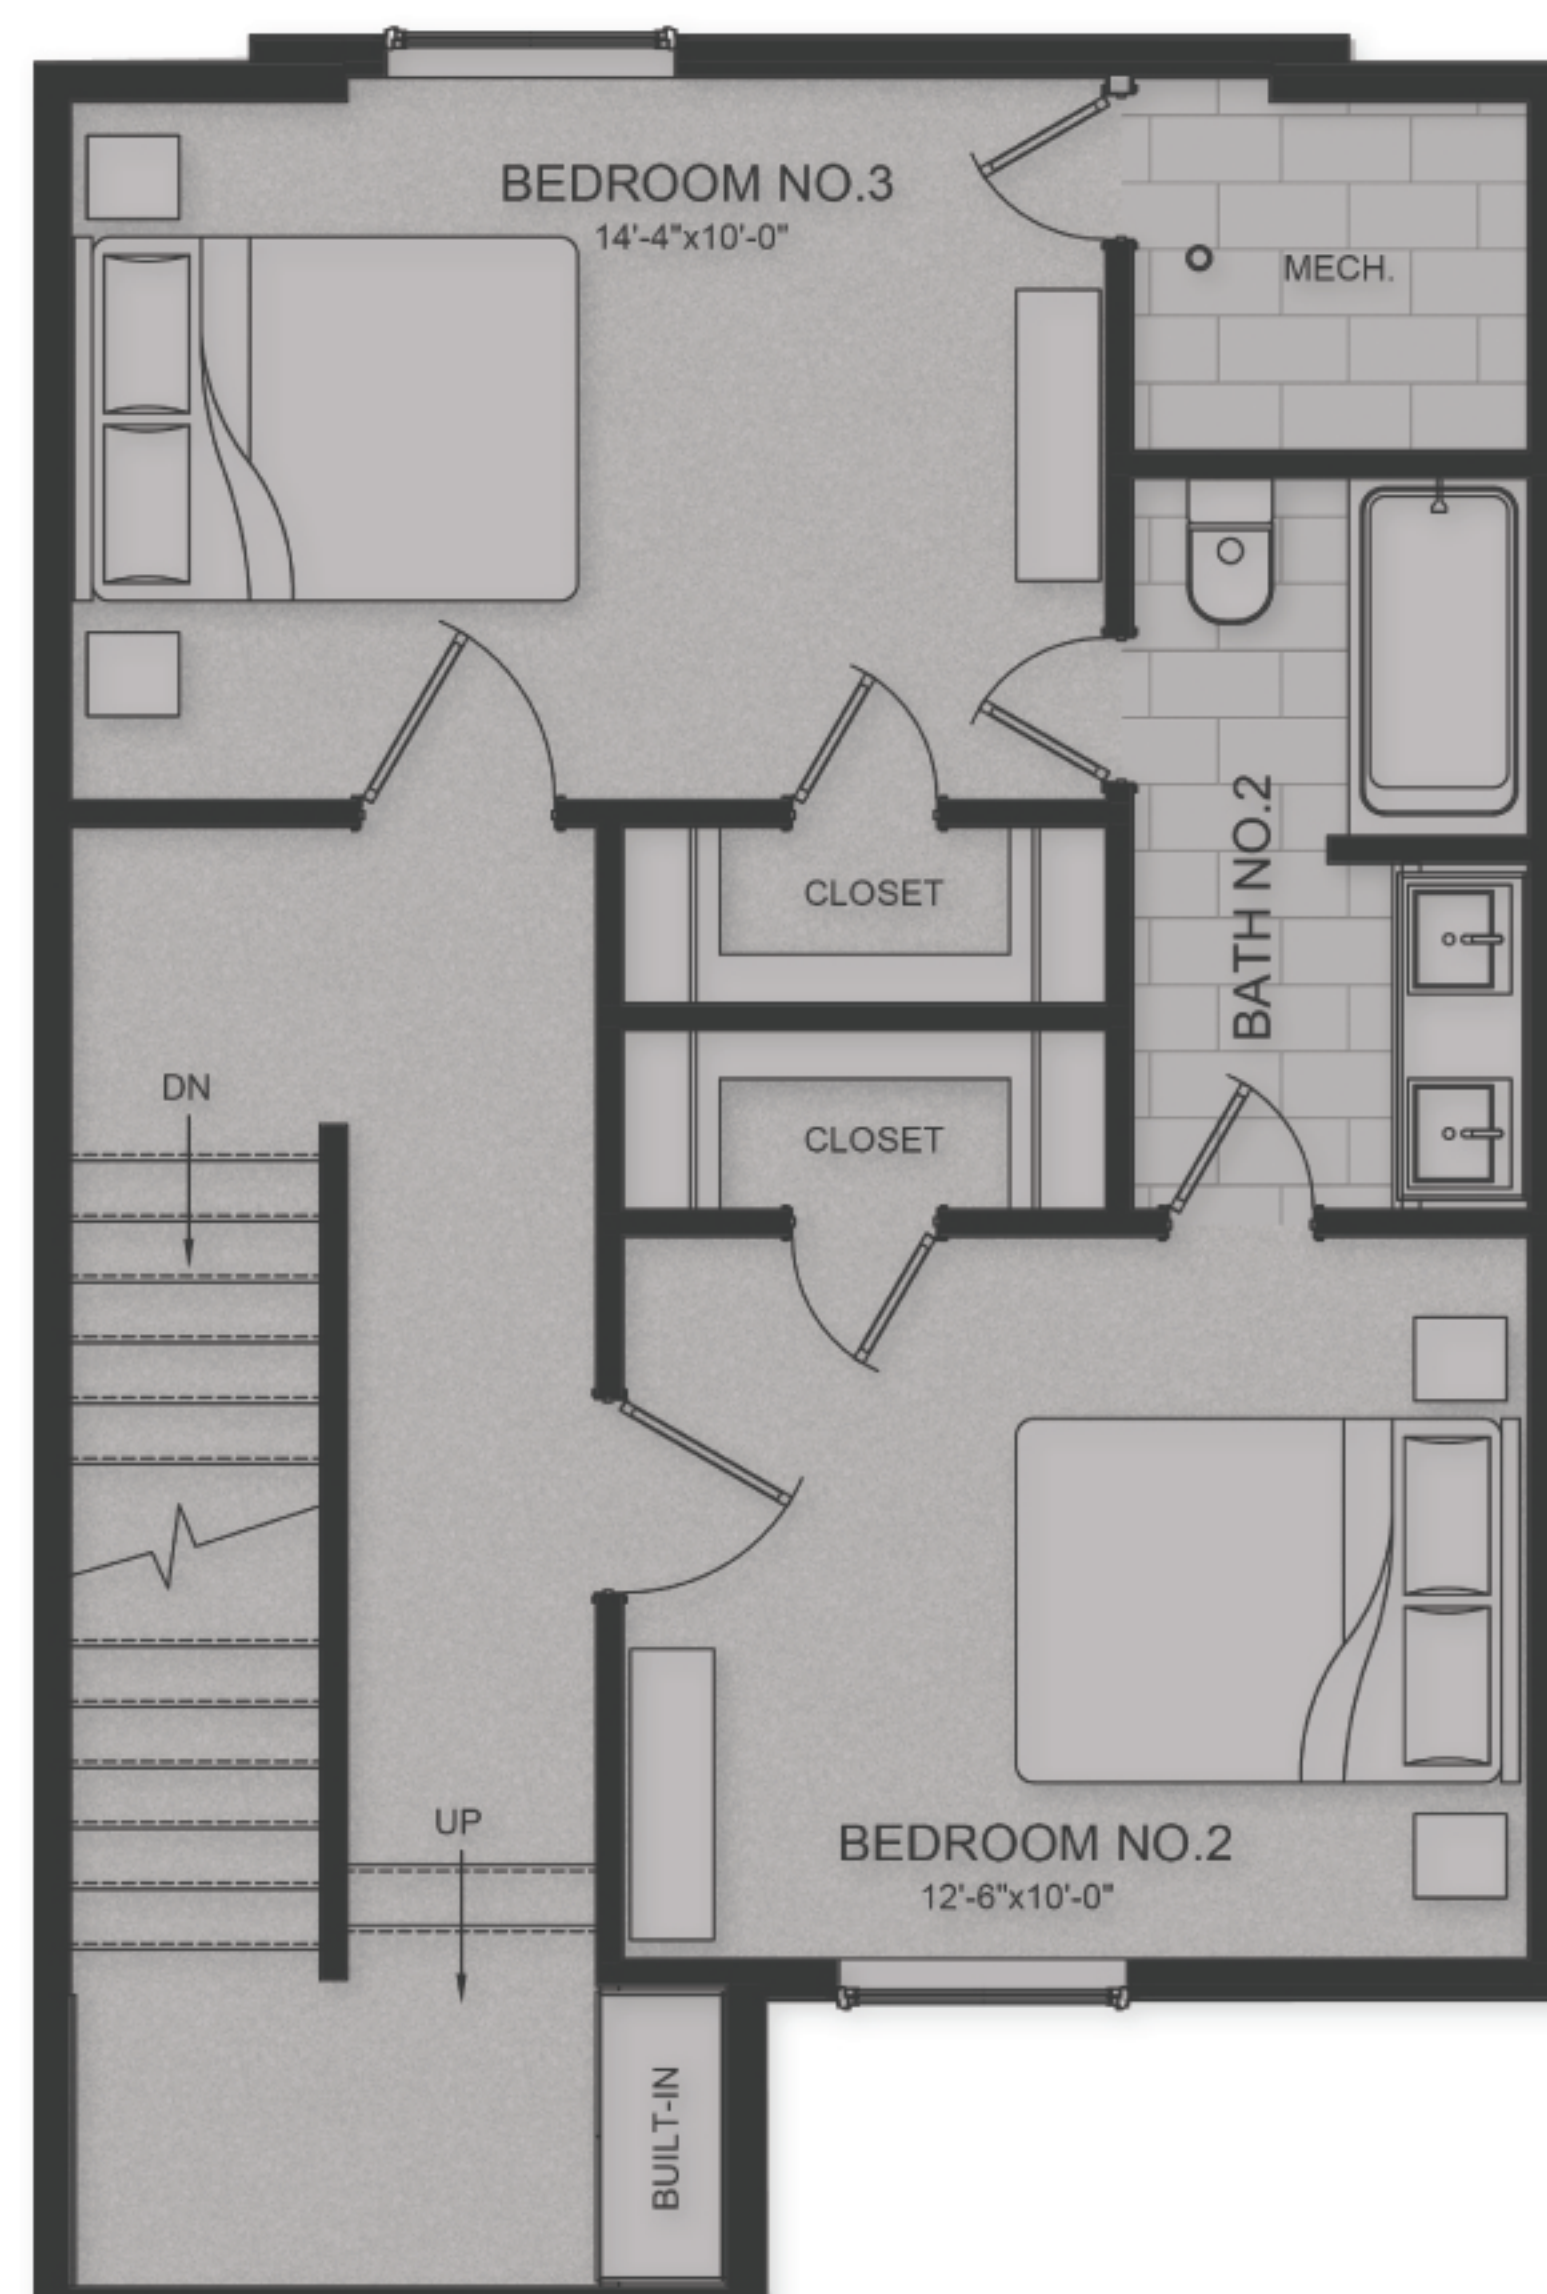 BEDROOM NO.3
14'-4"x10'-0"
MECH.
BATH NO.2
CLOSET
CLOSET
DN
UP
BEDROOM NO.2
12'-6"x10'-0"
BUILT-IN